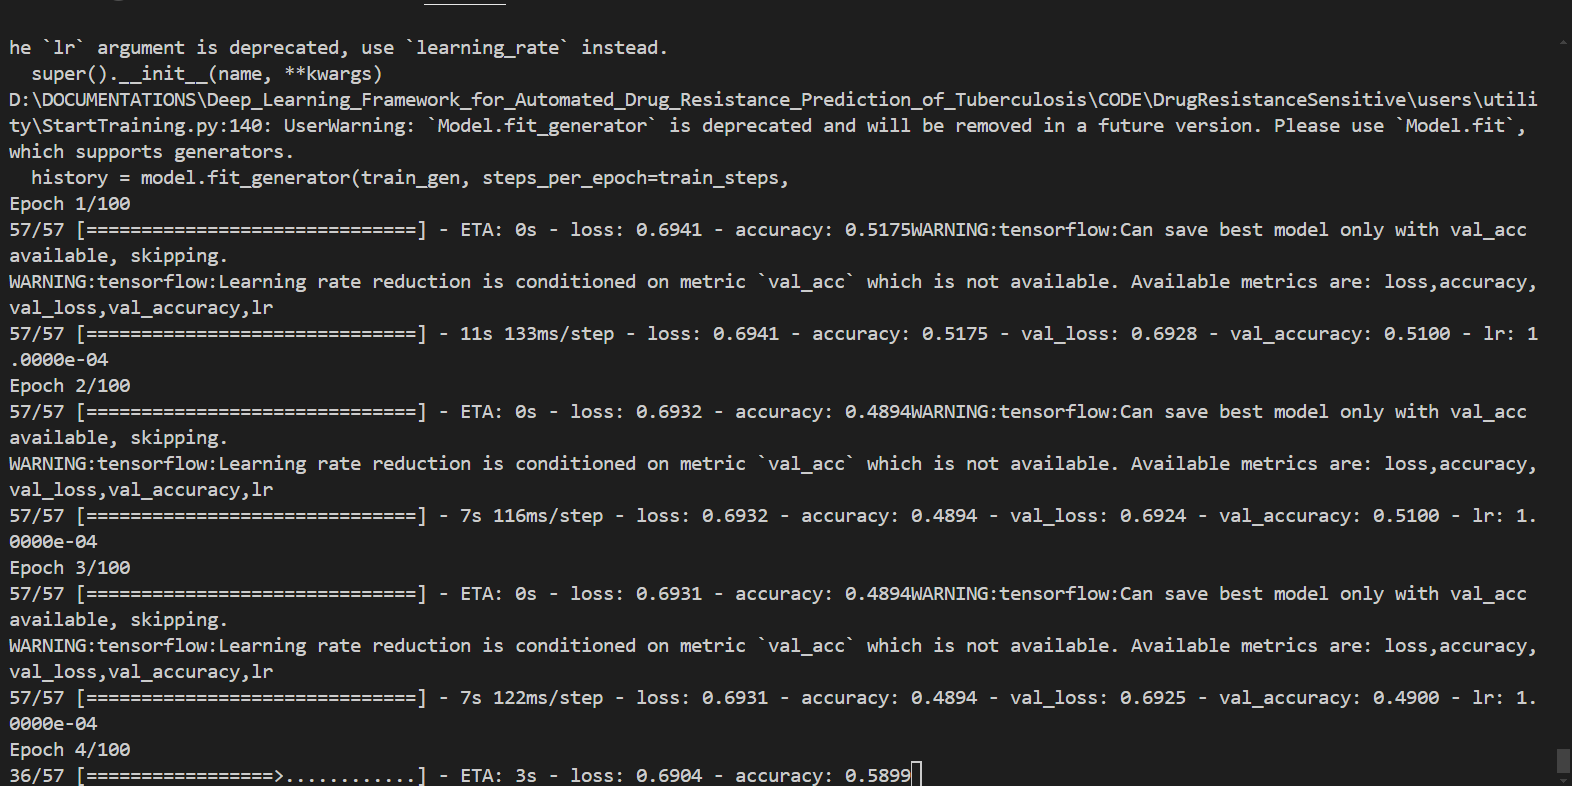 he `lr` argument is deprecated, use `learning_rate` instead.
  super().__init__(name, **kwargs)
D:\DOCUMENTATIONS\Deep_Learning_Framework_for_Automated_Drug_Resistance_Prediction_of_Tuberculosis\CODE\DrugResistanceSensitive\users\utili
ty\StartTraining.py:140: UserWarning: `Model.fit_generator` is deprecated and will be removed in a future version. Please use `Model.fit`,
which supports generators.
  history = model.fit_generator(train_gen, steps_per_epoch=train_steps,
Epoch 1/100
57/57 [==============================] - ETA: 0s - loss: 0.6941 - accuracy: 0.5175WARNING:tensorflow:Can save best model only with val_acc
available, skipping.
WARNING:tensorflow:Learning rate reduction is conditioned on metric `val_acc` which is not available. Available metrics are: loss,accuracy,
val_loss,val_accuracy,lr
57/57 [==============================] - 11s 133ms/step - loss: 0.6941 - accuracy: 0.5175 - val_loss: 0.6928 - val_accuracy: 0.5100 - lr: 1
.0000e-04
Epoch 2/100
57/57 [==============================] - ETA: 0s - loss: 0.6932 - accuracy: 0.4894WARNING:tensorflow:Can save best model only with val_acc
available, skipping.
WARNING:tensorflow:Learning rate reduction is conditioned on metric `val_acc` which is not available. Available metrics are: loss,accuracy,
val_loss,val_accuracy,lr
57/57 [==============================] - 7s 116ms/step - loss: 0.6932 - accuracy: 0.4894 - val_loss: 0.6924 - val_accuracy: 0.5100 - lr: 1.
0000e-04
Epoch 3/100
57/57 [==============================] - ETA: 0s - loss: 0.6931 - accuracy: 0.4894WARNING:tensorflow:Can save best model only with val_acc
available, skipping.
WARNING:tensorflow:Learning rate reduction is conditioned on metric `val_acc` which is not available. Available metrics are: loss,accuracy,
val_loss,val_accuracy,lr
57/57 [==============================] - 7s 122ms/step - loss: 0.6931 - accuracy: 0.4894 - val_loss: 0.6925 - val_accuracy: 0.4900 - lr: 1.
0000e-04
Epoch 4/100
36/57 [=================>............] - ETA: 3s - loss: 0.6904 - accuracy: 0.5899